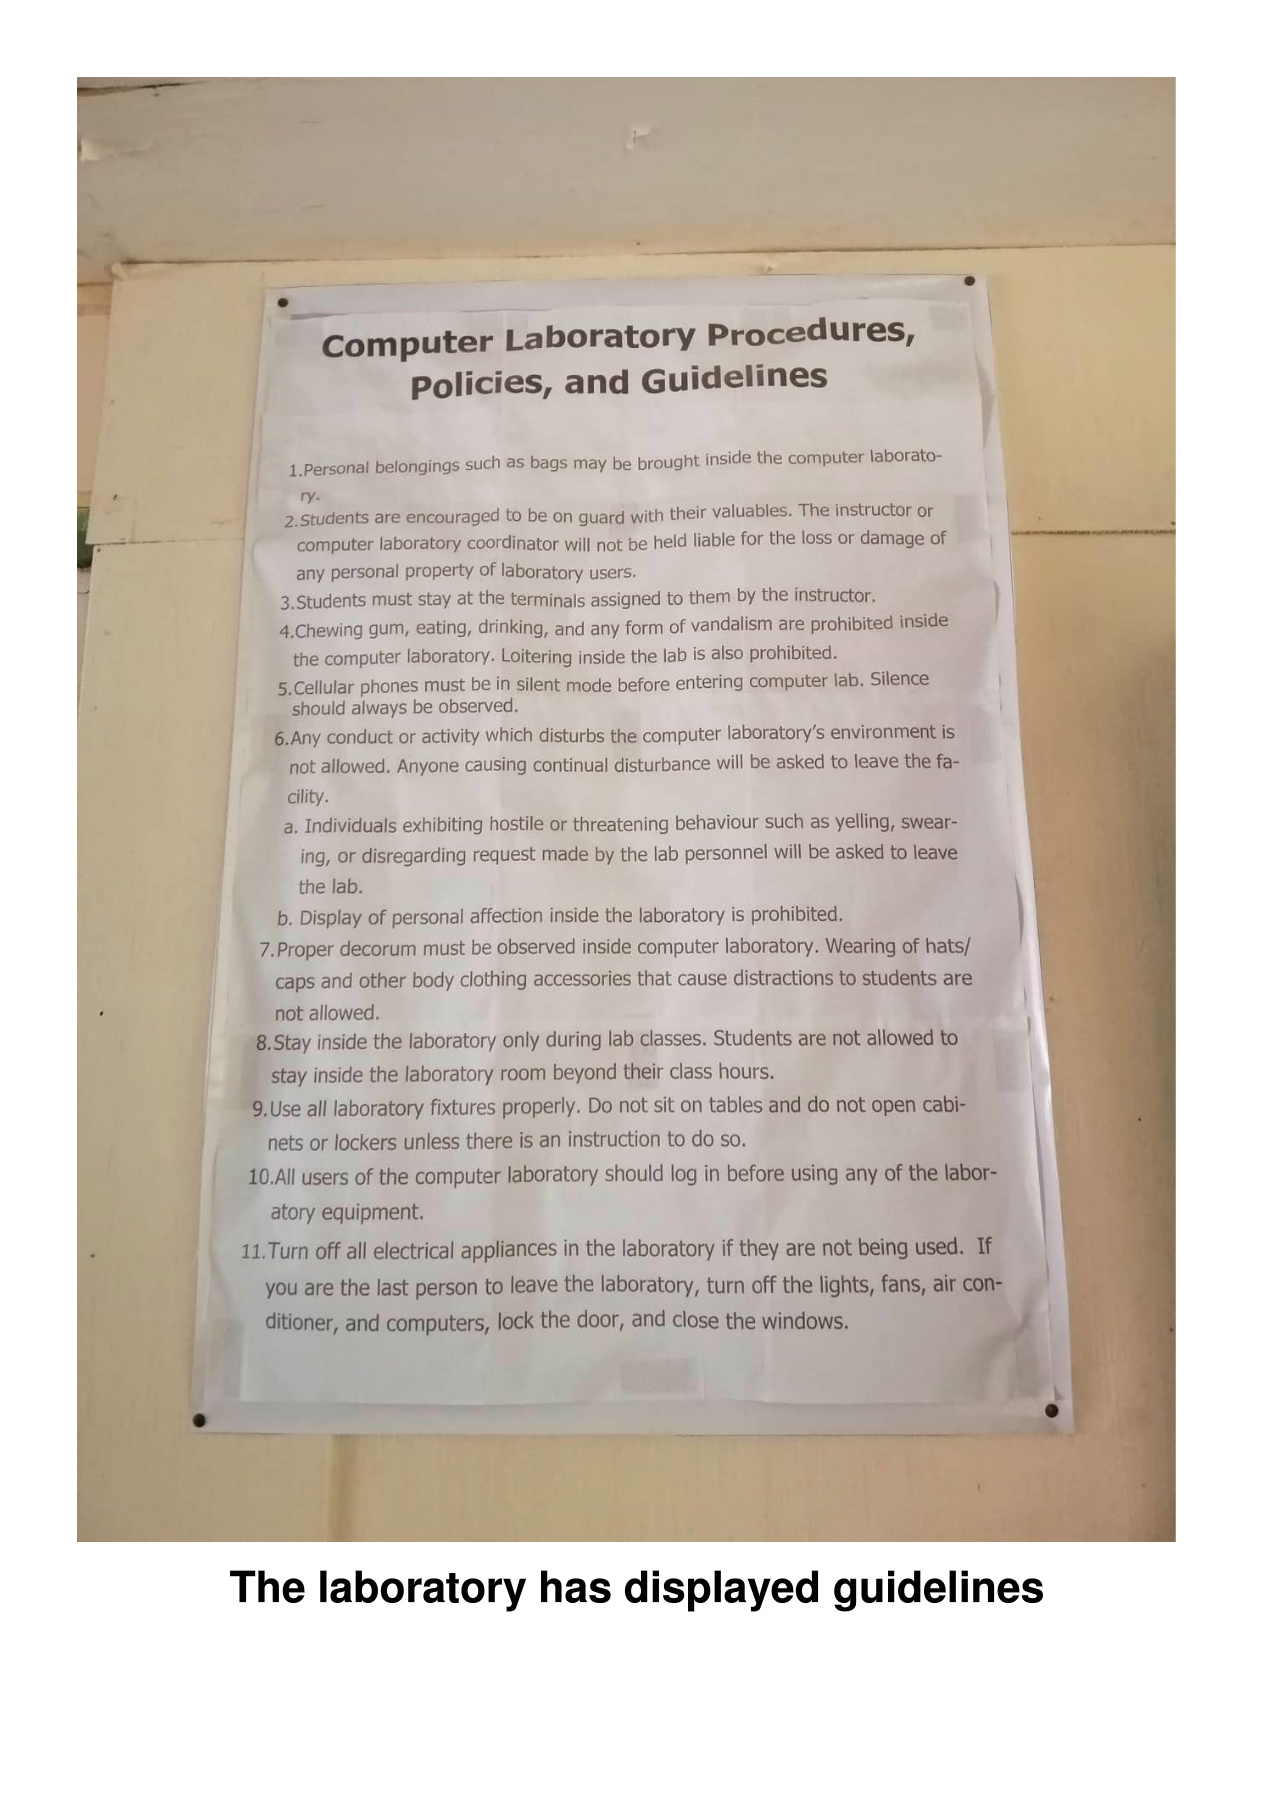 Computer Laboratory Procedures,
Policies, and Guidelines
1.Personal belongings such as bags may be brought inside the computer laborato-
ry.
2.Students are encouraged to be on guard with their valuables. The instructor or
computer laboratory coordinator will not be held liable for the loss or damage of
any personal property of laboratory users.
3.Students must stay at the terminals assigned to them by the instructor.
4.Chewing gum, eating, drinking, and any form of vandalism are prohibited inside
the computer laboratory. Loitering inside the lab is also prohibited.
5.Cellular phones must be in silent mode before entering computer lab. Silence
should always be observed.
6.Any conduct or activity which disturbs the computer laboratory’s environment is
not allowed. Anyone causing continual disturbance will be asked to leave the fa-
cility.
a. Individuals exhibiting hostile or threatening behaviour such as yelling, swear-
ing, or disregarding request made by the lab personnel will be asked to leave
the lab.
b. Display of personal affection inside the laboratory is prohibited.
7.Proper decorum must be observed inside computer laboratory. Wearing of hats/
caps and other body clothing accessories that cause distractions to students are
not allowed.
8.Stay inside the laboratory only during lab classes. Students are not allowed to
stay inside the laboratory room beyond their class hours.
9.Use all laboratory fixtures properly. Do not sit on tables and do not open cabi-
nets or lockers unless there is an instruction to do so.
10.All users of the computer laboratory should log in before using any of the labor-
atory equipment.
11.Turn off all electrical appliances in the laboratory if they are not being used. If
you are the last person to leave the laboratory, turn off the lights, fans, air con-
ditioner, and computers, lock the door, and close the windows.
The laboratory has displayed guidelines